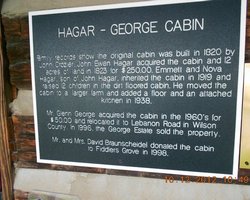 HAGAR - GEORGE CABIN
Family records show the original cabin was built in 1820 by
John Crozier. John Ewan Hagar acquired the cabin and 12
acres of land in 1823 for $250.00. Emmett and Nova
Hagar, son of John Hagar, inherited the cabin in 1919 and
raised 12 children in the dirt floored cabin. He moved the
cabin to a larger farm and added a floor and an attached
kitchen in 1938.
Mr. Glenn George acquired the cabin in the 1960's for
$50.00 and relocated it to Lebanon Road in Wilson
County. In 1996, the George Estate sold the property.
Mr. and Mrs. David Braunscheidel donated the cabin
to Fiddlers Grove in 1998.